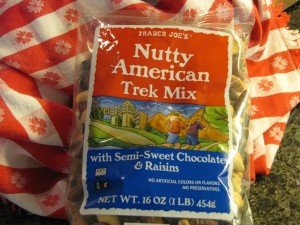 TRADER JOE'S
Nutty
American
Trek Mix
with Semi-Sweet Chocolate
& Raisins
NO ARTIFICIAL COLORS OR FLAVORS
NO PRESERVATIVES
NET WT. 16 OZ (1 LB) 454g